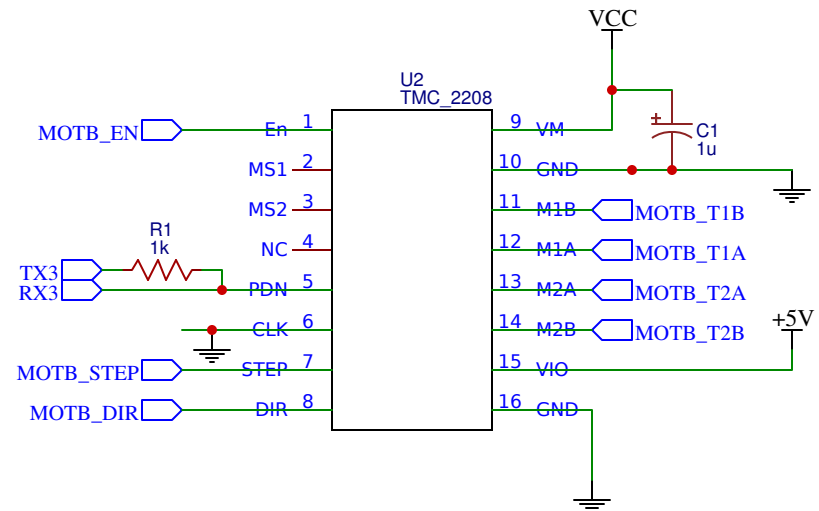 VCC
U2
TMC_2208
C1
1u
MOTB_EN
En 1
MS1 2
MS2 3
NC 4
R1
1k
TX3
RX3
PDN 5
CLK 6
MOTB_STEP
STEP 7
MOTB_DIR
DIR 8
9 VM
10 GND
11 M1B
MOTB_T1B
12 M1A
MOTB_T1A
13 M2A
MOTB_T2A
14 M2B
MOTB_T2B
+5V
15 VIO
16 GND